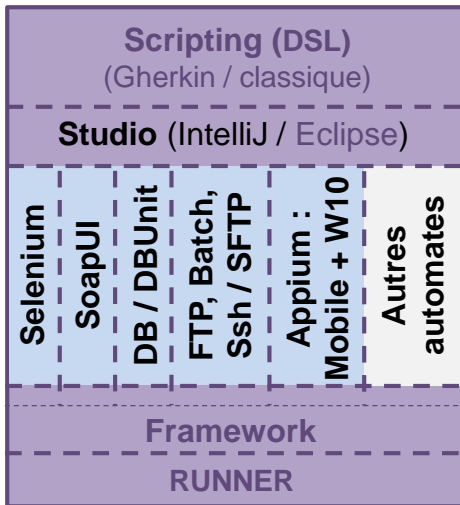 Scripting (DSL)
(Gherkin / classique)
Studio (IntelliJ / Eclipse)
Selenium
SoapUI
DB / DBUnit
FTP, Batch,
Ssh / SFTP
Appium :
Mobile + W10
Autres
automates
Framework
RUNNER